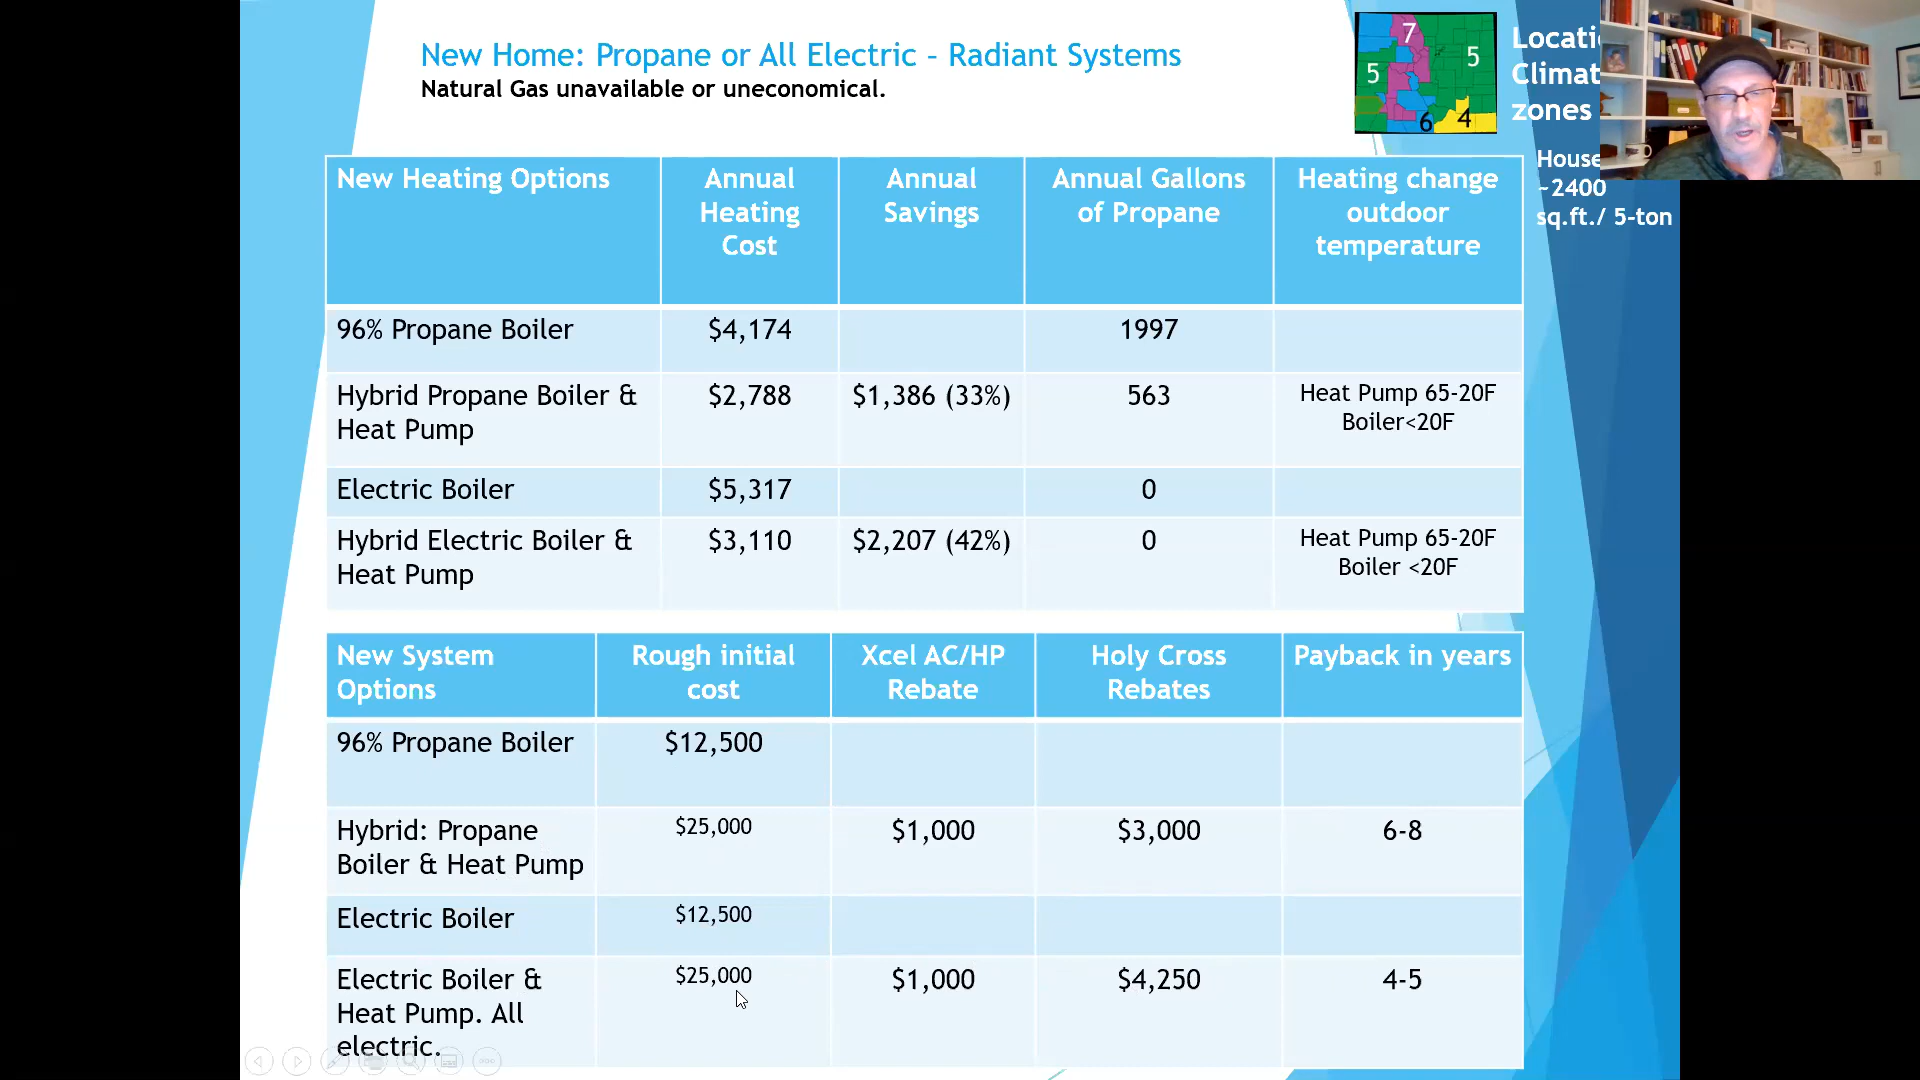 New Home: Propane or All Electric – Radiant Systems
Natural Gas unavailable or uneconomical.
7
5
5
6
4
Locati
Climat
zones
House
~2400
sq.ft./ 5-ton
New Heating Options
Annual
Heating
Cost
Annual
Savings
Annual Gallons
of Propane
Heating change
outdoor
temperature
96% Propane Boiler
$4,174
1997
Hybrid Propane Boiler &
Heat Pump
$2,788
$1,386 (33%)
563
Heat Pump 65-20F
Boiler<20F
Electric Boiler
$5,317
0
Hybrid Electric Boiler &
Heat Pump
$3,110
$2,207 (42%)
0
Heat Pump 65-20F
Boiler <20F
New System
Options
Rough initial
cost
Xcel AC/HP
Rebate
Holy Cross
Rebates
Payback in years
96% Propane Boiler
$12,500
Hybrid: Propane
Boiler & Heat Pump
$25,000
$1,000
$3,000
6-8
Electric Boiler
$12,500
Electric Boiler &
Heat Pump. All
electric.
$25,000
$1,000
$4,250
4-5